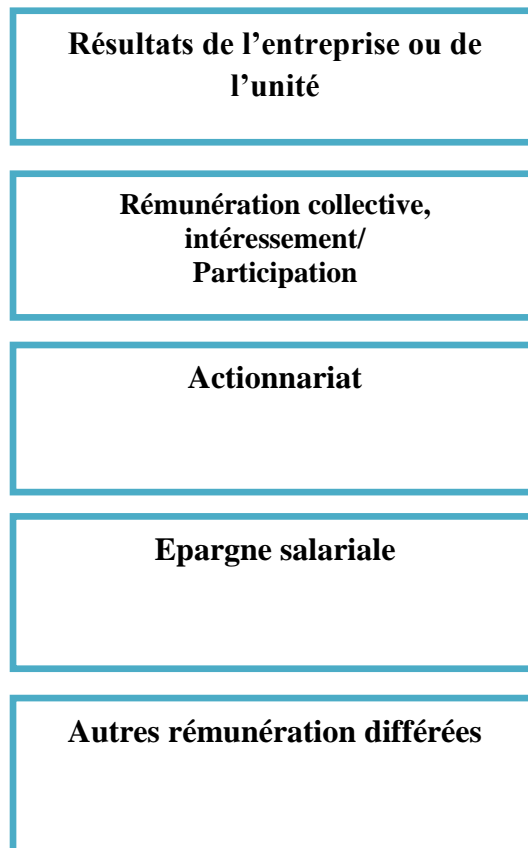 Résultats de l’entreprise ou de
l’unité
Rémunération collective,
intéressement/
Participation
Actionnariat
Epargne salariale
Autres rémunération différées